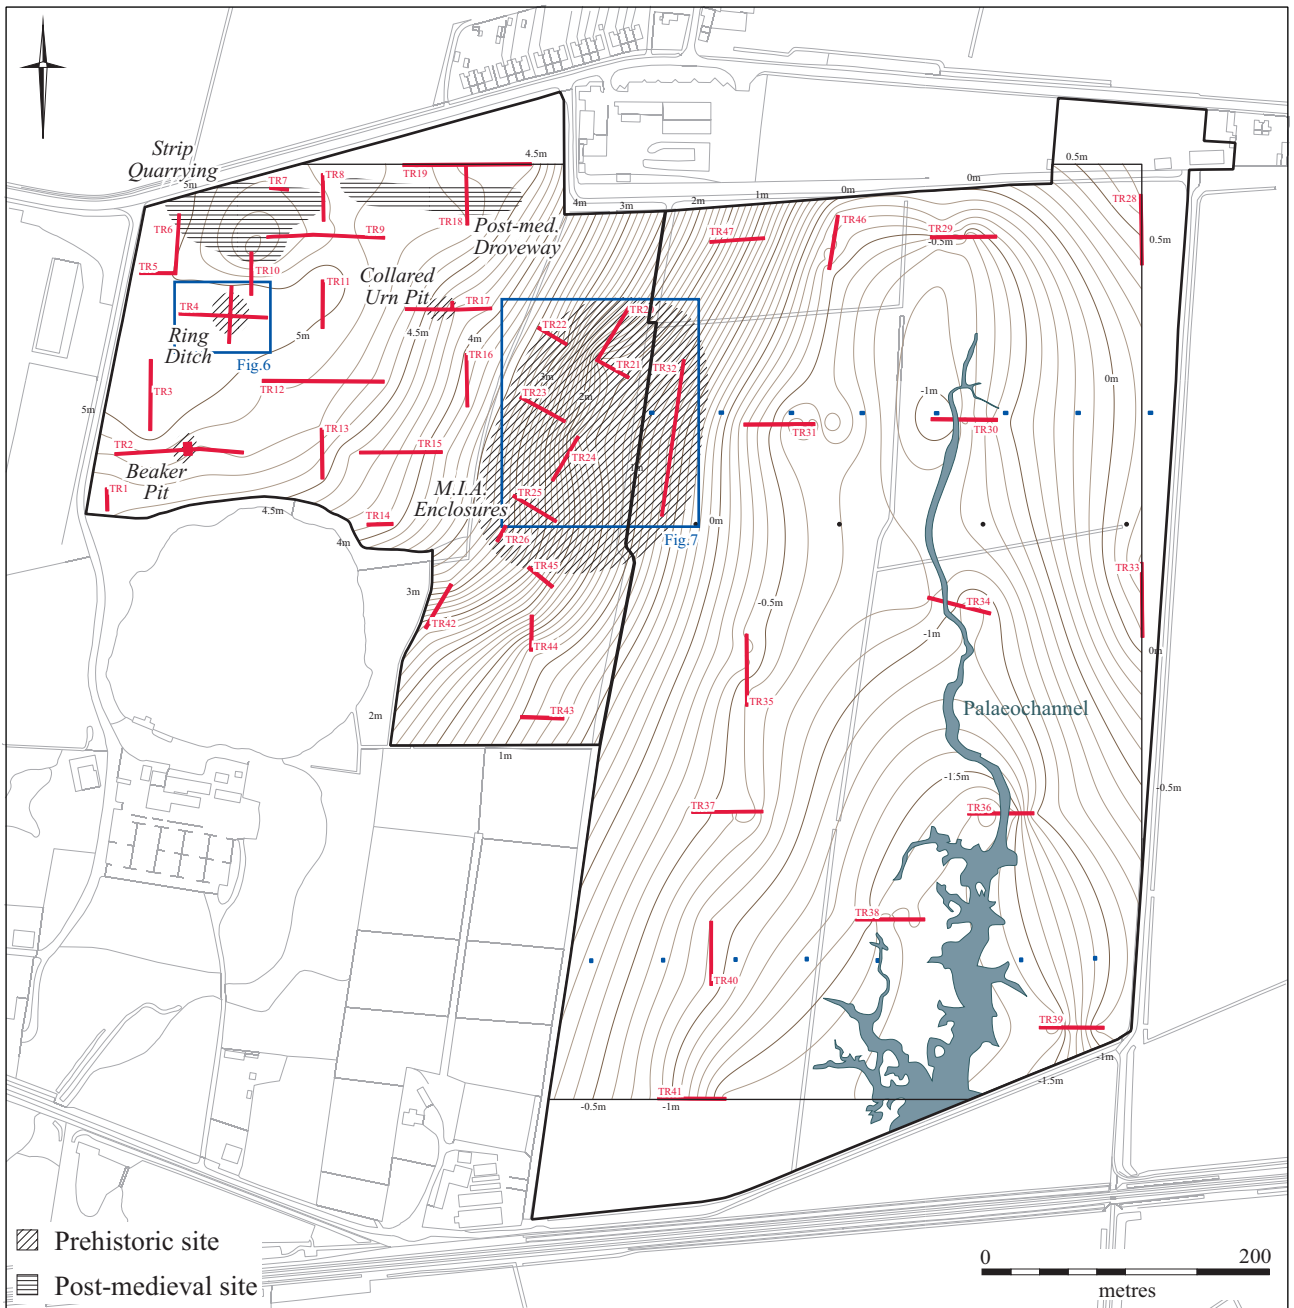 4.5m
Strip
Quarrying
5m
TR7
TR8
TR19
0.5m
0m
0m
TR28
4m
3m
2m
1m
TR6
TR9
TR18
Post-med.
Droveway
TR47
TR46
TR29
-0.5m
0.5m
TR5
TR10
TR11
Collared
Urn Pit
TR17
TR4
Ring
Ditch
5m
4.5m
4m
TR22
TR20
Fig.6
TR16
TR21
TR32
TR3
TR12
3m
2m
-1m
0m
5m
TR23
TR2
TR13
TR15
TR31
TR30
TR24
Beaker
Pit
1m
TR1
M.I.A.
Enclosures
TR25
4.5m
TR14
0m
4m
TR26
Fig.7
TR45
TR33
3m
-0.5m
TR34
TR42
-1m
TR44
0m
TR35
Palaeochannel
2m
TR43
1m
-1.5m
-0.5m
TR37
TR36
TR38
TR40
TR39
-1m
-1.5m
TR41
-0.5m
-1m
Prehistoric site
Post-medieval site
0
200
metres